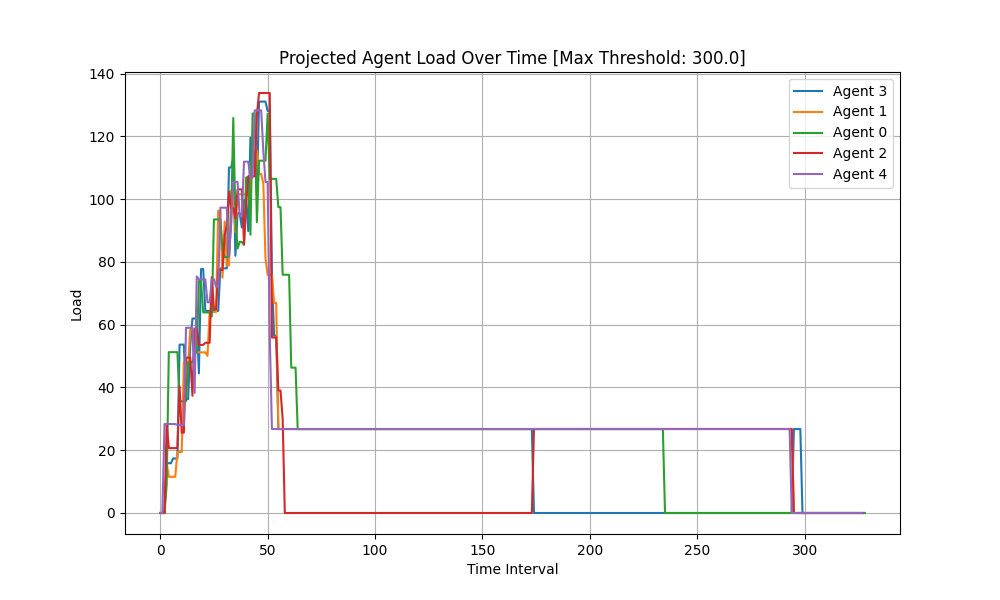 Projected Agent Load Over Time [Max Threshold: 300.0]
140
120
100
80
60
40
20
0
Load
Agent 3
Agent 1
Agent 0
Agent 2
Agent 4
0 50 100 150 200 250 300
Time Interval